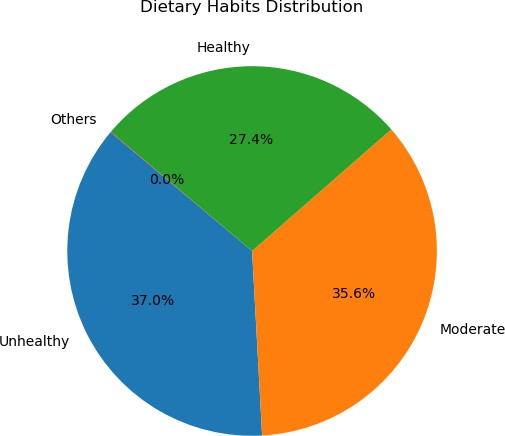 Dietary Habits Distribution
Healthy
Others
27.4%
0.0%
37.0%
35.6%
Moderate
Unhealthy